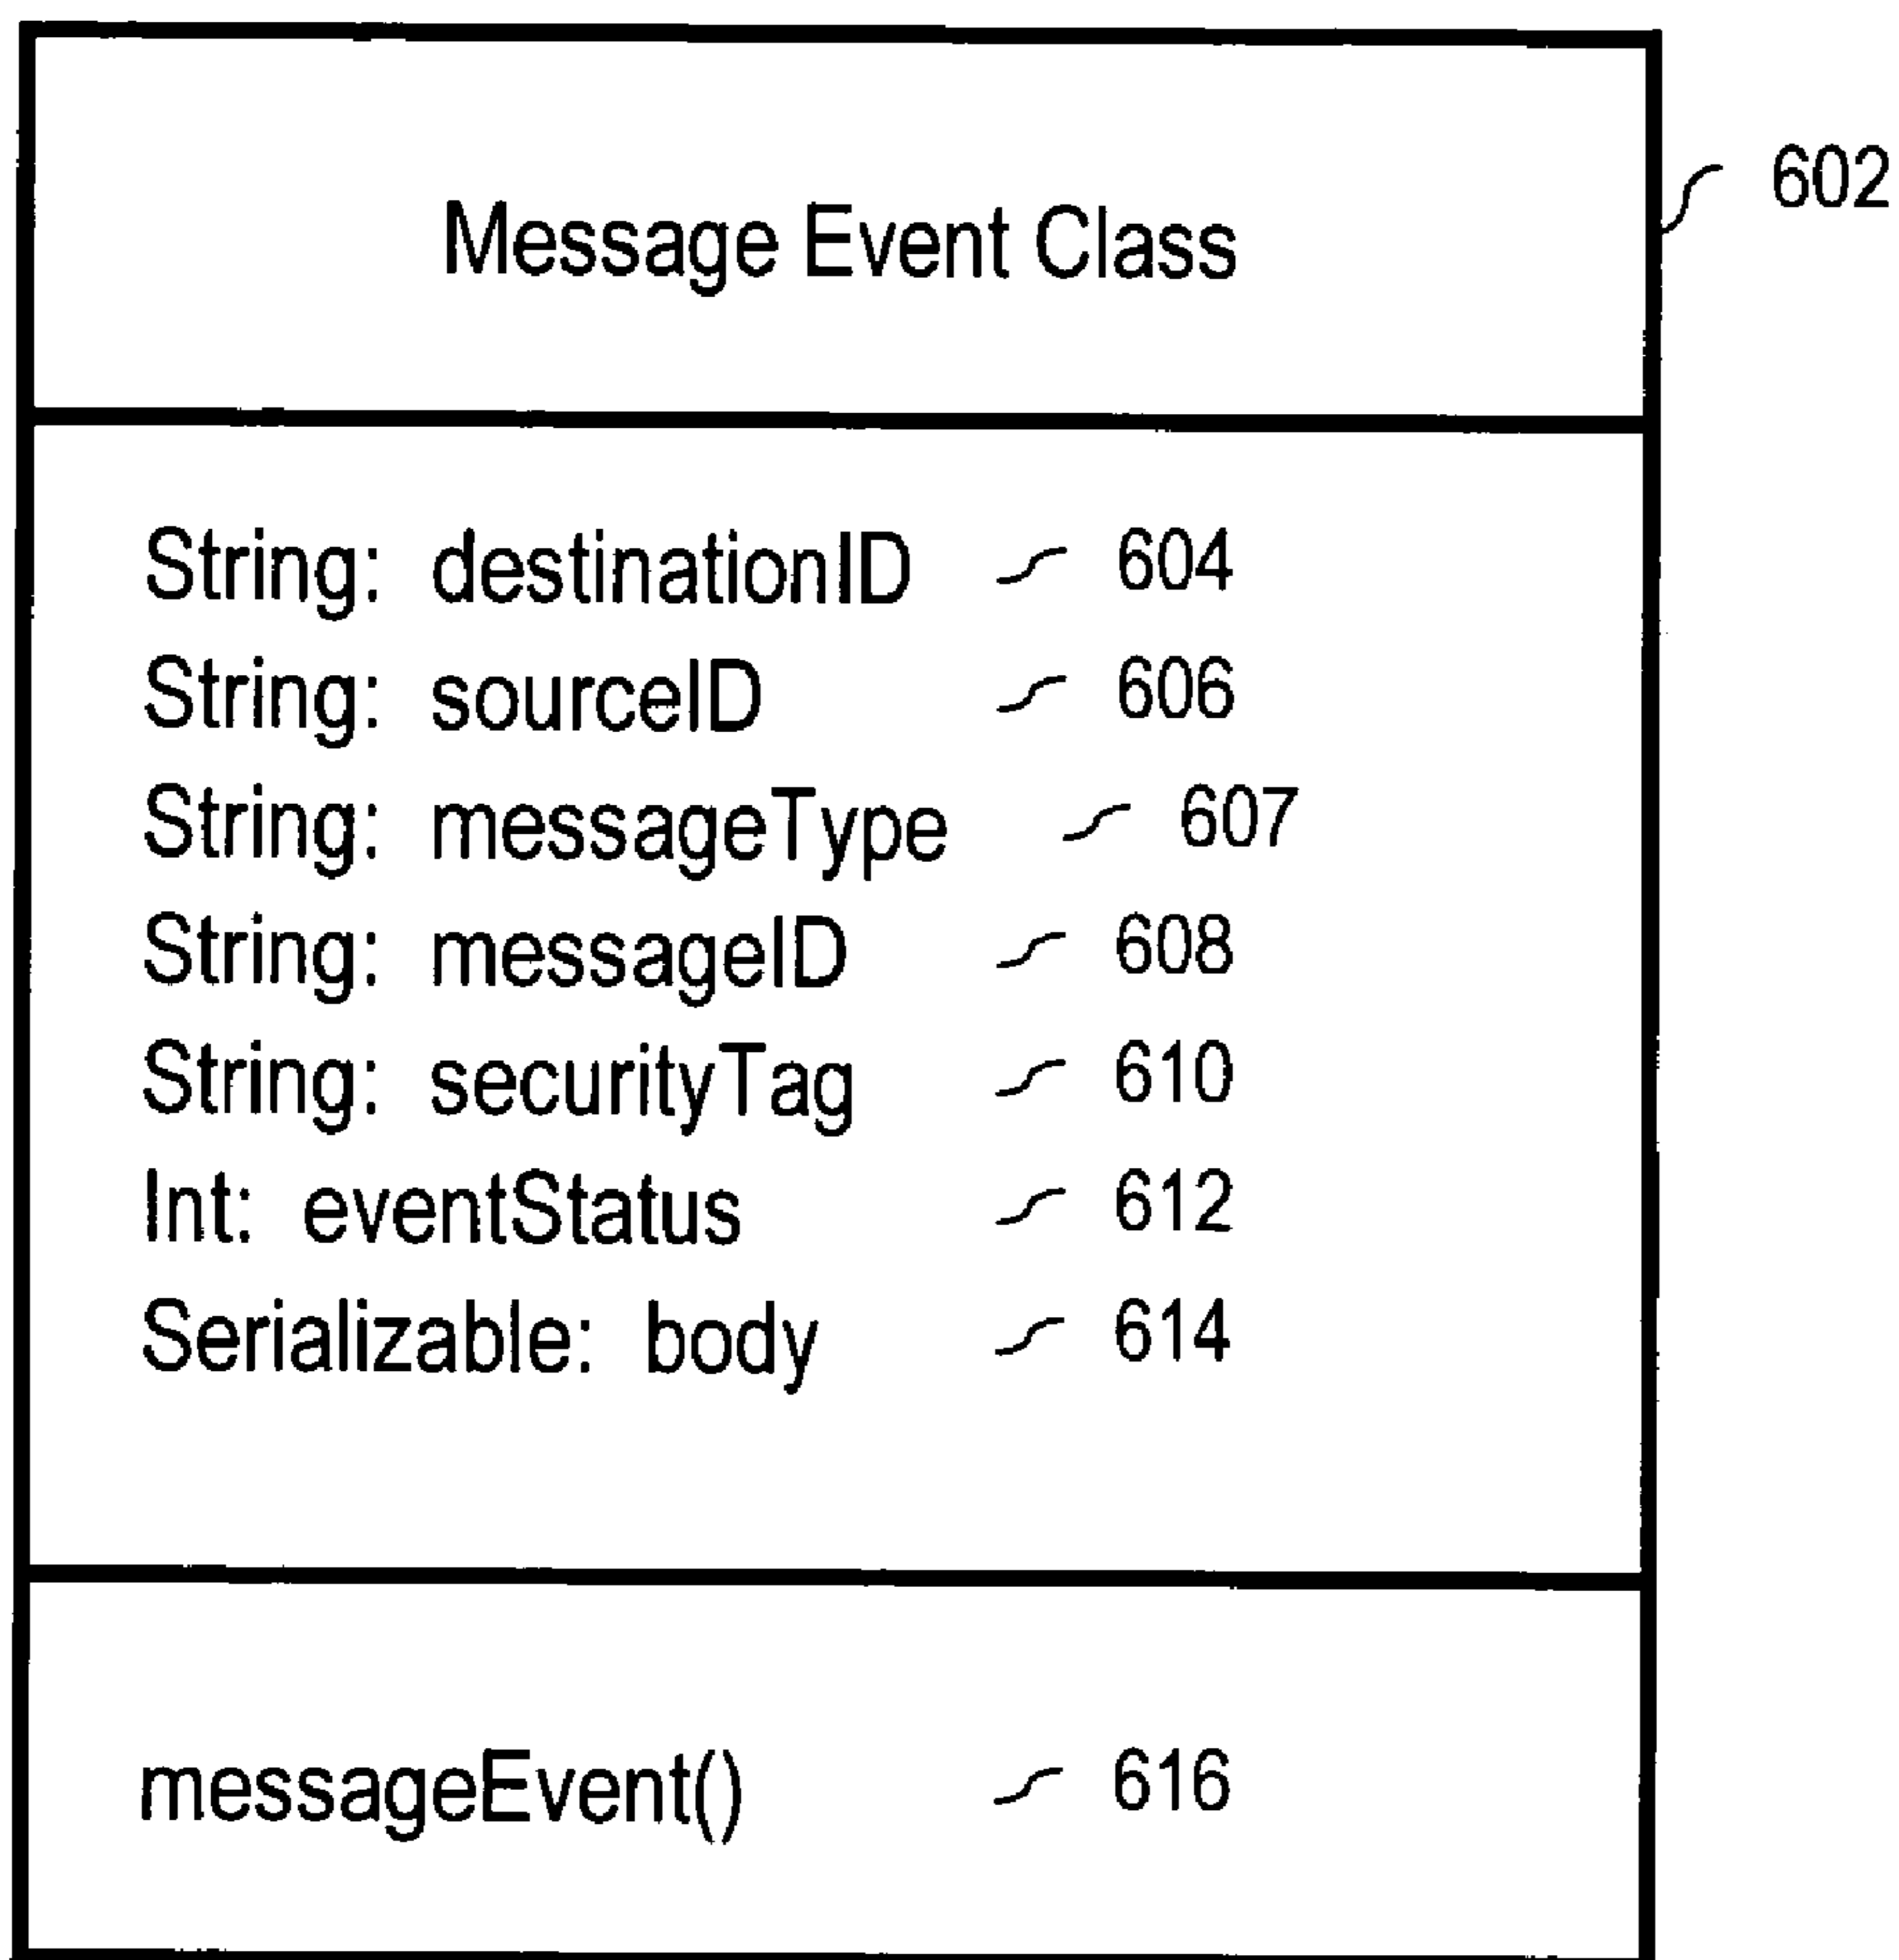 Message Event Class 602
String: destinationID 604
String: sourceID 606
String: messageType 607
String: messageID 608
String: securityTag 610
Int: eventStatus 612
Serializable: body 614
messageEvent() 616